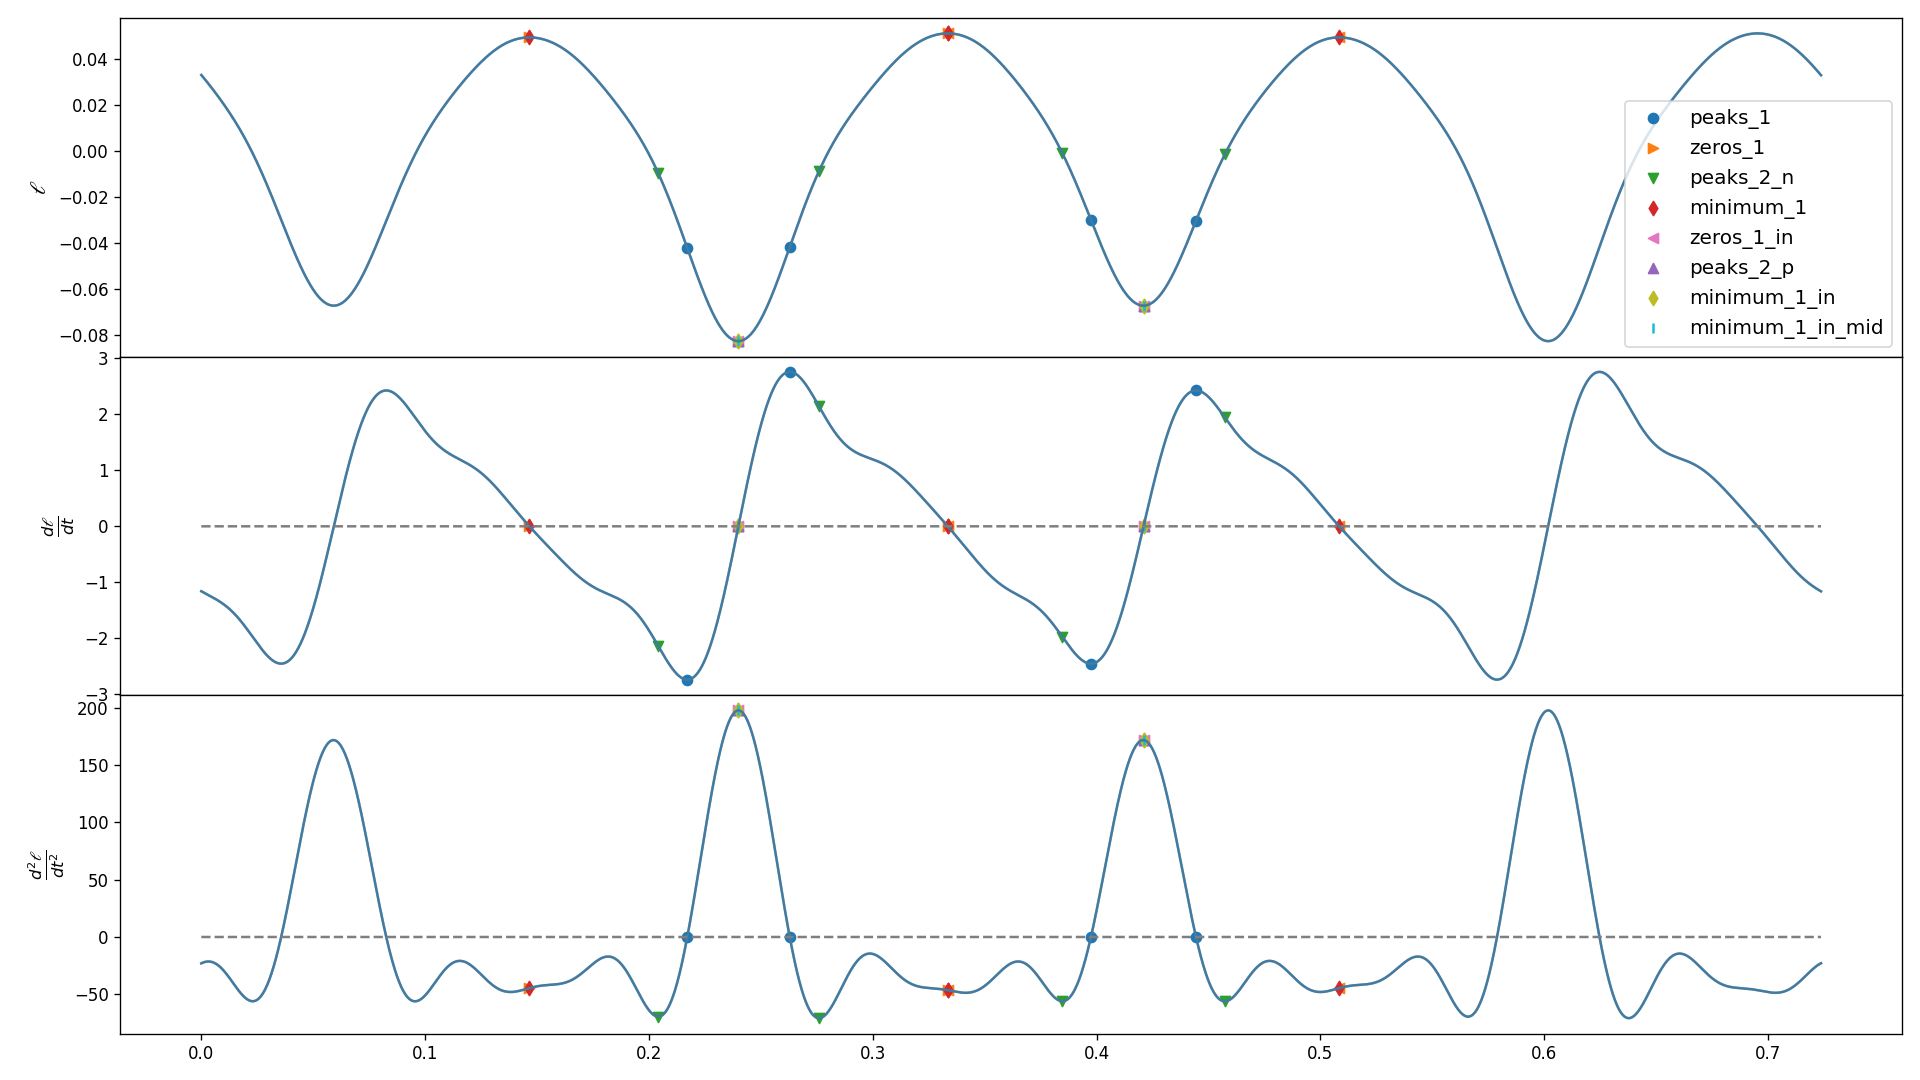 0.04
0.02
0.00
−0.02
−0.04
−0.06
−0.08
ℓ
peaks_1
zeros_1
peaks_2_n
minimum_1
zeros_1_in
peaks_2_p
minimum_1_in
minimum_1_in_mid
3
2
1
0
−1
−2
−3
dℓ
dt
200
150
100
50
0
−50
d²ℓ
dt²
0.0 0.1 0.2 0.3 0.4 0.5 0.6 0.7